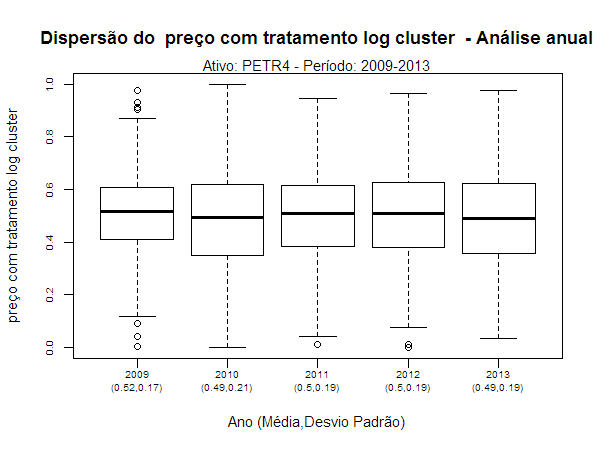 Dispersão do  preço com tratamento log cluster  - Análise anual
Ativo: PETR4 - Período: 2009-2013
preço com tratamento log cluster
1.0
0.8
0.6
0.4
0.2
0.0
2009 2010 2011 2012 2013
(0.52,0.17) (0.49,0.21) (0.5,0.19) (0.5,0.19) (0.49,0.19)
Ano (Média,Desvio Padrão)